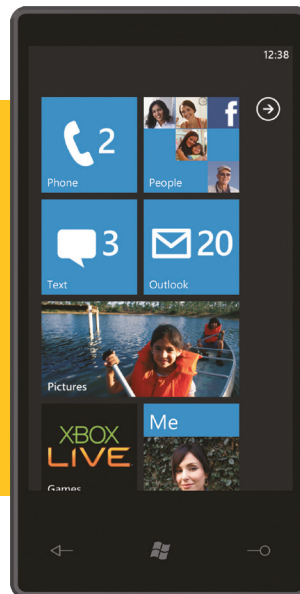 12:38
2
Phone
f
People
3
Text
20
Outlook
Pictures
XBOX
LIVE
Games
Me